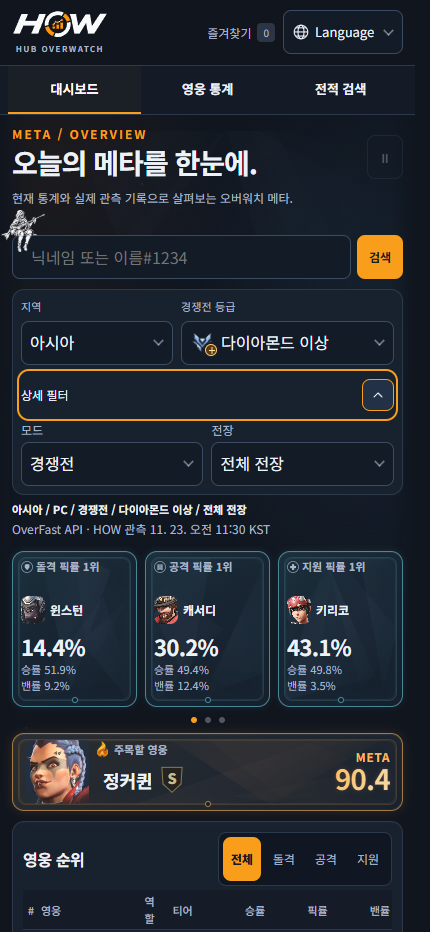 HOW
HUB OVERWATCH
즐겨찾기 0
Language
대시보드 영웅 통계 전적 검색
META / OVERVIEW
오늘의 메타를 한눈에.
현재 통계와 실제 관측 기록으로 살펴보는 오버워치 메타.
닉네임 또는 이름#1234 검색
지역 경쟁전 등급
아시아 다이아몬드 이상
상세 필터
모드 전장
경쟁전 전체 전장
아시아 / PC / 경쟁전 / 다이아몬드 이상 / 전체 전장
OverFast API · HOW 관측 11. 23. 오전 11:30 KST
돌격 픽률 1위 공격 픽률 1위 지원 픽률 1위
윈스턴 캐서디 키리코
14.4% 30.2% 43.1%
승률 51.9% 승률 49.4% 승률 49.8%
밴률 9.2% 밴률 12.4% 밴률 3.5%
주목할 영웅
정커퀸 S
META
90.4
영웅 순위 전체 돌격 공격 지원
# 영웅 역할 티어 승률 픽률 밴률